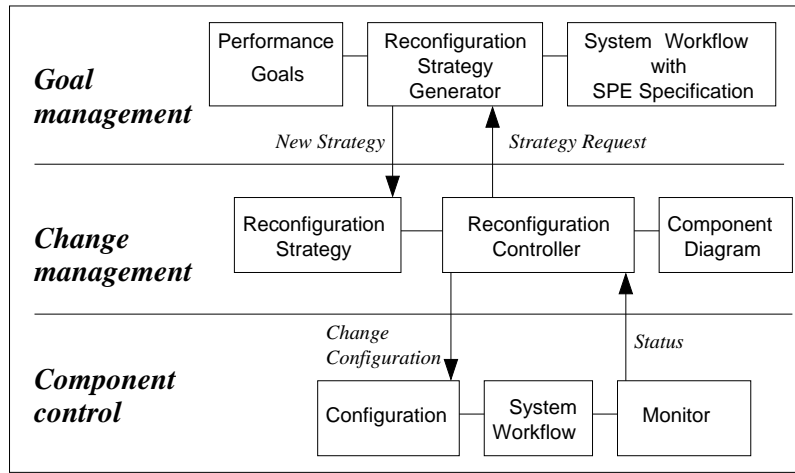 Goal
management
Performance
Goals
Reconfiguration
Strategy
Generator
System Workflow
with
SPE Specification
New Strategy
Strategy Request
Change
management
Reconfiguration
Strategy
Reconfiguration
Controller
Component
Diagram
Change
Configuration
Status
Component
control
Configuration
System
Workflow
Monitor